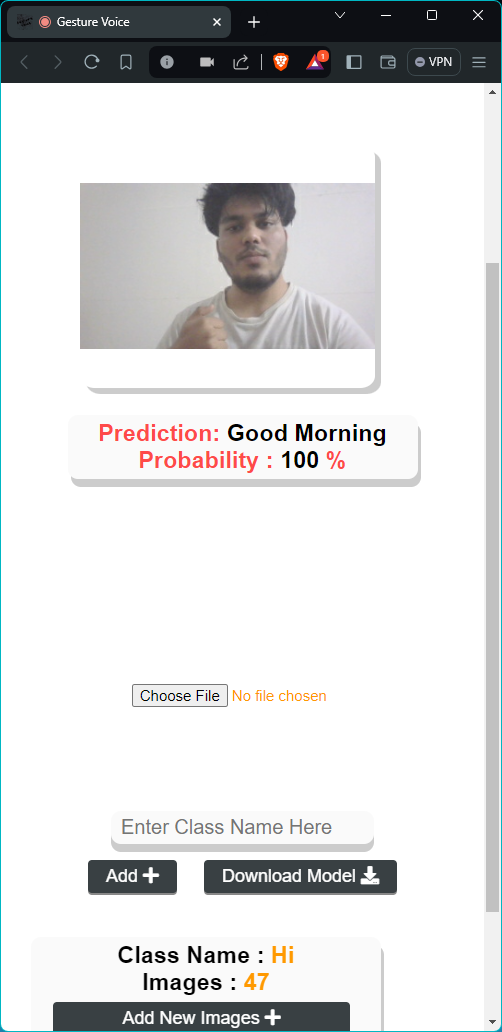 Gesture Voice
1
VPN
Prediction: Good Morning
Probability : 100 %
Choose File No file chosen
Enter Class Name Here
Add
Download Model
Class Name : Hi
Images : 47
Add New Images